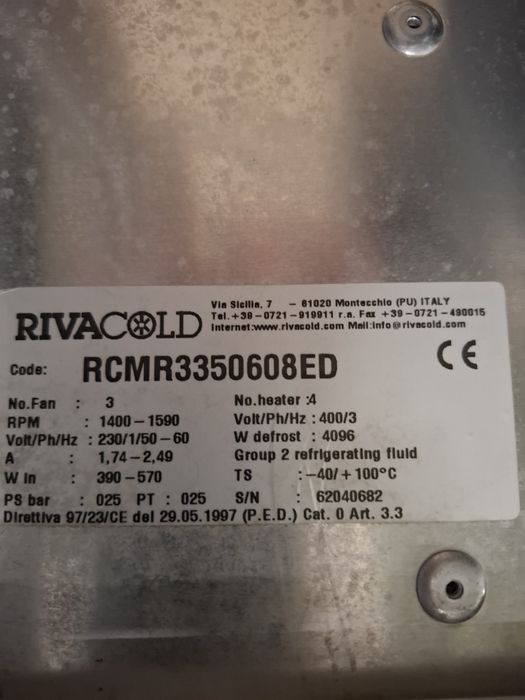 RIVACOLD
Via Sicilia, 7 - 61020 Montecchio (PU) ITALY
Tel.+39-0721-919911 r.a. Fax +39-0721-490015
Internet:www.rivacold.com Mail:info@rivacold.com
CE
Code: RCMR3350608ED
No.Fan : 3 No.heater :4
RPM : 1400-1590 Volt/Ph/Hz : 400/3
Volt/Ph/Hz : 230/1/50-60 W defrost : 4096
A : 1,74-2,49 Group 2 refrigerating fluid
W in : 390-570 TS :-40/+100°C
PS bar : 025 PT : 025 S/N : 62040682
Direttiva 97/23/CE del 29.05.1997 (P.E.D.) Cat. 0 Art. 3.3